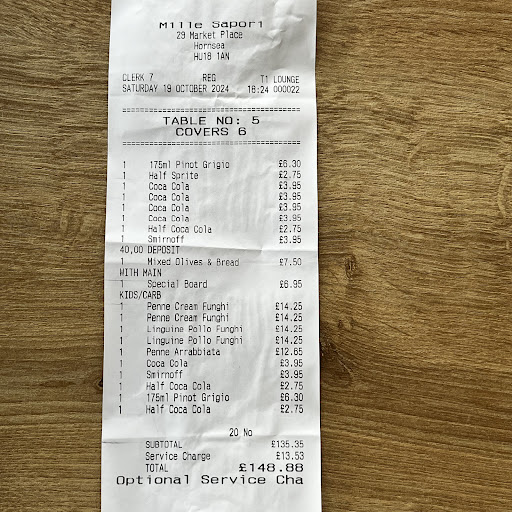 Mille Sapori
29 Market Place
Hornsea
HU18 1AN
CLERK 7 REG T1 LOUNGE
SATURDAY 19 OCTOBER 2024 18:24 000022
TABLE NO: 5
COVERS 6
1 175ml Pinot Grigio £6.30
1 Half Sprite £2.75
1 Coca Cola £3.95
1 Coca Cola £3.95
1 Coca Cola £3.95
1 Coca Cola £3.95
1 Half Coca Cola £2.75
1 Smirnoff £3.95
40,00 DEPOSIT
1 Mixed Olives & Bread £7.50
WITH MAIN
1 Special Board £6.95
KIDS/CARB
1 Penne Cream Funghi £14.25
1 Penne Cream Funghi £14.25
1 Linguine Pollo Funghi £14.25
1 Linguine Pollo Funghi £14.25
1 Penne Arrabbiata £12.65
1 Coca Cola £3.95
1 Smirnoff £3.95
1 Half Coca Cola £2.75
1 175ml Pinot Grigio £6.30
1 Half Coca Cola £2.75
20 No
SUBTOTAL £135.35
Service Charge £13.53
TOTAL £148.88
Optional Service Cha